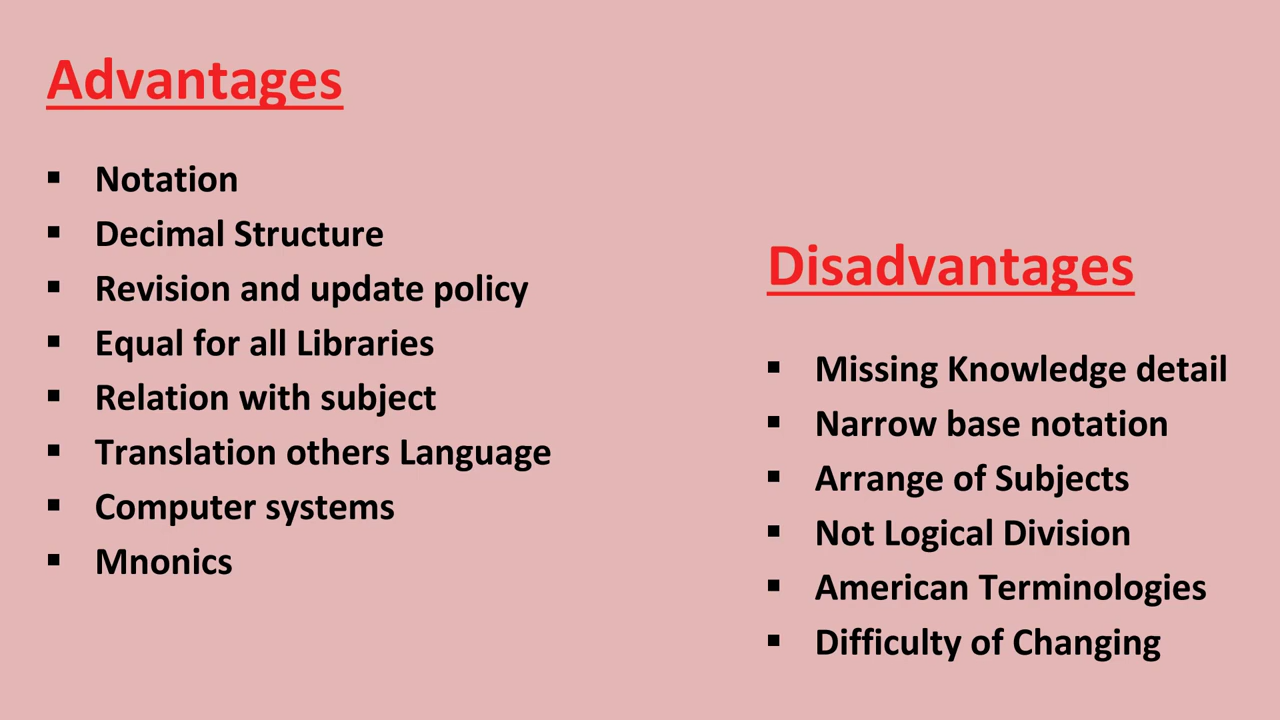 Advantages
▪ Notation
▪ Decimal Structure
▪ Revision and update policy
▪ Equal for all Libraries
▪ Relation with subject
▪ Translation others Language
▪ Computer systems
▪ Mnonics
Disadvantages
▪ Missing Knowledge detail
▪ Narrow base notation
▪ Arrange of Subjects
▪ Not Logical Division
▪ American Terminologies
▪ Difficulty of Changing